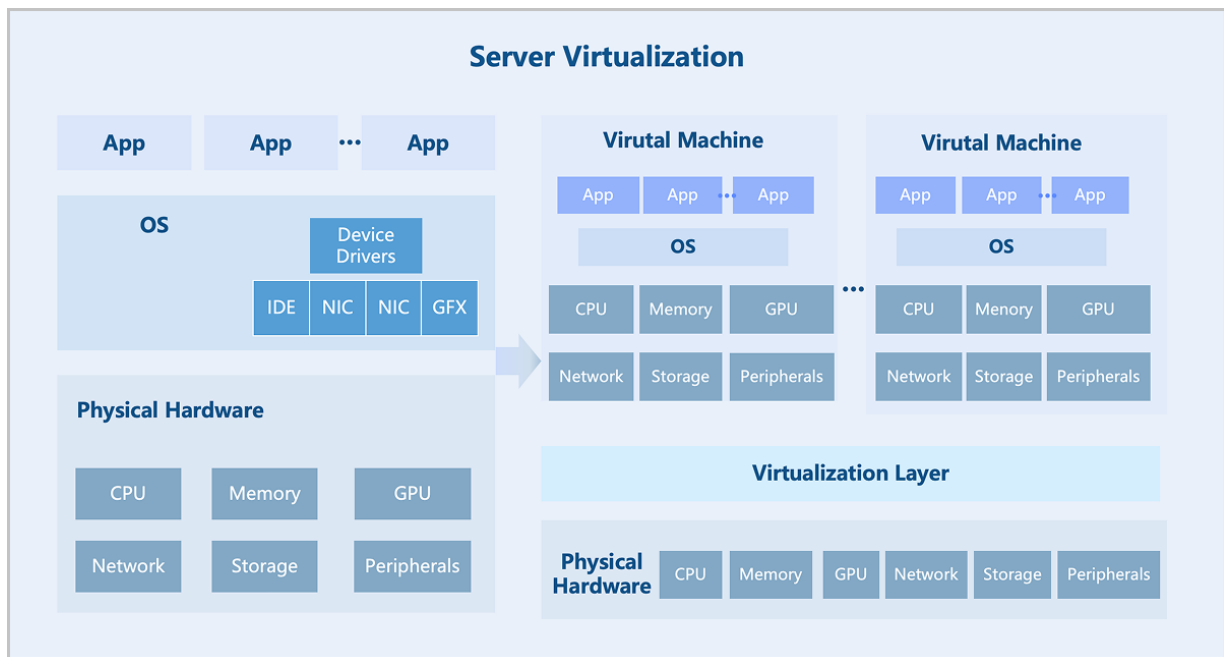 Server Virtualization
App
App
•••
App
OS
Device
Drivers
IDE
NIC
NIC
GFX
Physical Hardware
CPU
Memory
GPU
Network
Storage
Peripherals
Virutal Machine
App
App
•••
App
OS
CPU
Memory
GPU
Network
Storage
Peripherals
•••
Virutal Machine
App
App
•••
App
OS
CPU
Menory
GPU
Network
Storage
Peripherals
Virtualization Layer
Physical
Hardware
CPU
Memory
GPU
Network
Storage
Peripherals